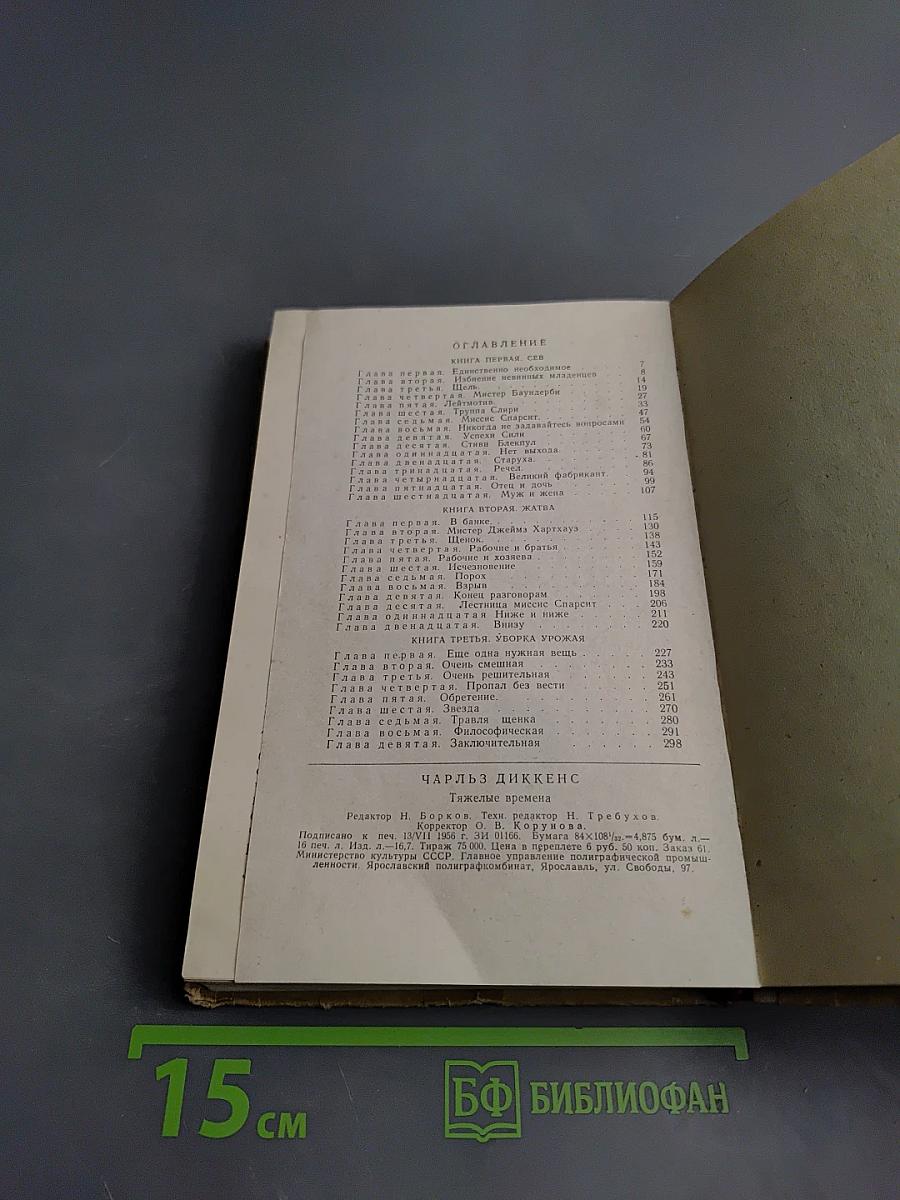 ОГЛАВЛЕНИЕ
КНИГА ПЕРВАЯ. СЕВ
Глава первая. Единственно необходимое 7
Глава вторая. Избиение невинных младенцев 8
Глава третья. Щель. 14
Глава четвертая. Мистер Баундерби 19
Глава пятая. Лейтмотив. 27
Глава шестая. Труппа Слири 33
Глава седьмая. Миссис Спарсит. 47
Глава восьмая. Никогда не задавайтесь вопросами 54
Глава девятая. Успехи Сили 60
Глава десятая. Стиви Блекпул 67
Глава одиннадцатая. Нет выхода 73
Глава двенадцатая. Старуха. 81
Глава тринадцатая. Речел. 86
Глава четырнадцатая. Великий фабрикант. 94
Глава пятнадцатая. Отец и дочь 99
Глава шестнадцатая. Муж и жена 107
КНИГА ВТОРАЯ. ЖАТВА
Глава первая. В банке. 115
Глава вторая. Мистер Джеймз Хартхауз 130
Глава третья. Щенок. 138
Глава четвертая. Рабочие и братья 143
Глава пятая. Рабочие и хозяева 152
Глава шестая. Исчезновение 159
Глава седьмая. Порох 171
Глава восьмая. Взрыв 184
Глава девятая. Конец разговорам 198
Глава десятая. Лестница миссис Спарсит 206
Глава одиннадцатая Ниже и ниже 211
Глава двенадцатая. Внизу 220
КНИГА ТРЕТЬЯ. УБОРКА УРОЖАЯ
Глава первая. Еще одна нужная вещь 227
Глава вторая. Очень смешная 233
Глава третья. Очень решительная 243
Глава четвертая. Пропал без вести 251
Глава пятая. Обретение. 261
Глава шестая. Звезда 270
Глава седьмая. Травля щенка 280
Глава восьмая. Философическая 291
Глава девятая. Заключительная 298
ЧАРЛЬЗ ДИККЕНС
Тяжелые времена
Редактор Н. Борков. Техн. редактор Н. Требухов.
Корректор О. В. Корунова.
Подписано к печ. 13/VII 1956 г. ЗИ 01166. Бумага 84×108¹/₃₂.=4,875 бум. л.—
16 печ. л. Изд. л.—16,7. Тираж 75 000. Цена в переплете 6 руб. 50 коп. Заказ 61.
Министерство культуры СССР. Главное управление полиграфической промыш-
ленности. Ярославский полиграфкомбинат, Ярославль, ул. Свободы, 97.
15 см
БФ БИБЛИОФАН